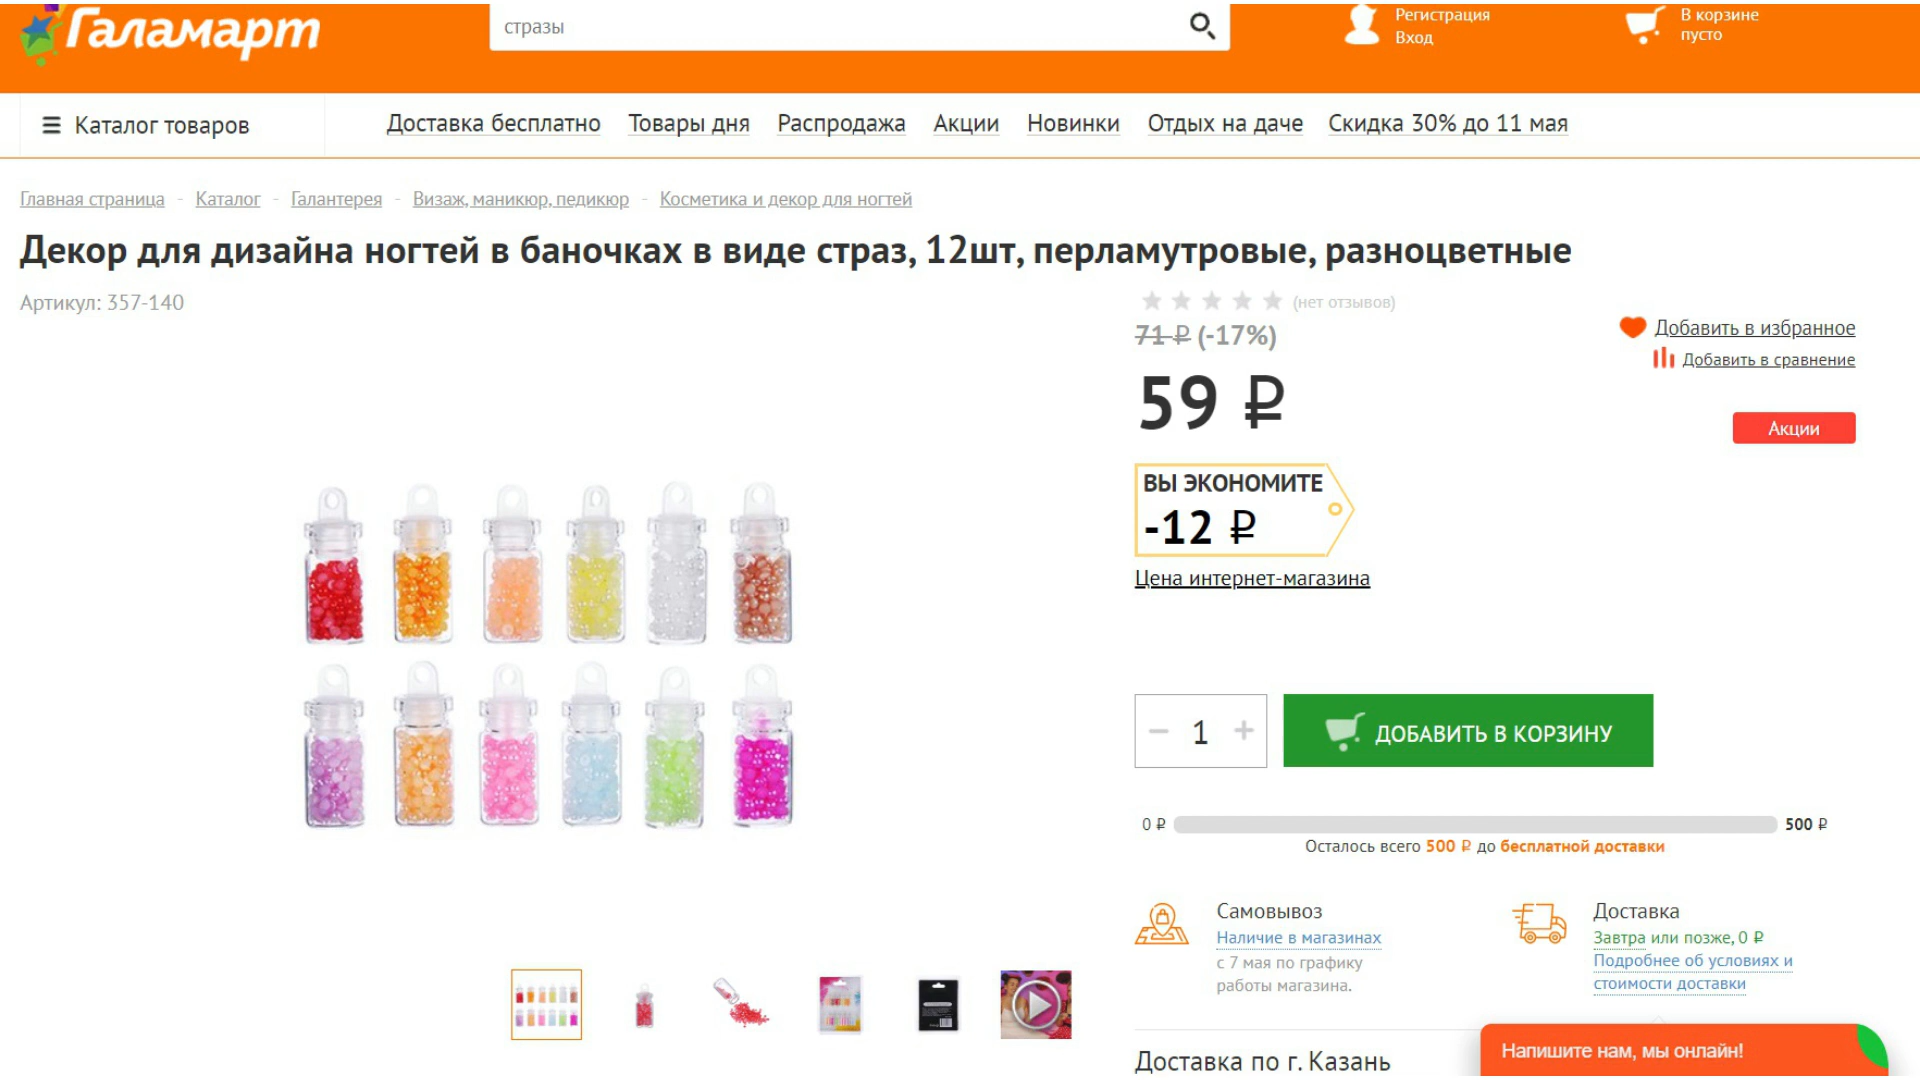 Галамарт
стразы
Регистрация
Вход
В корзине
пусто
Каталог товаров
Доставка бесплатно Товары дня Распродажа Акции Новинки Отдых на даче Скидка 30% до 11 мая
Главная страница - Каталог - Галантерея - Визаж, маникюр, педикюр - Косметика и декор для ногтей
Декор для дизайна ногтей в баночках в виде страз, 12шт, перламутровые, разноцветные
Артикул: 357-140
(нет отзывов)
71 ₽ (-17%)
Добавить в избранное
Добавить в сравнение
59 ₽
Акции
ВЫ ЭКОНОМИТЕ
-12 ₽
Цена интернет-магазина
− 1 +
ДОБАВИТЬ В КОРЗИНУ
0 ₽ 500 ₽
Осталось всего 500 ₽ до бесплатной доставки
Самовывоз
Наличие в магазинах
с 7 мая по графику
работы магазина.
Доставка
Завтра или позже, 0 ₽
Подробнее об условиях и
стоимости доставки
Доставка по г. Казань
Напишите нам, мы онлайн!